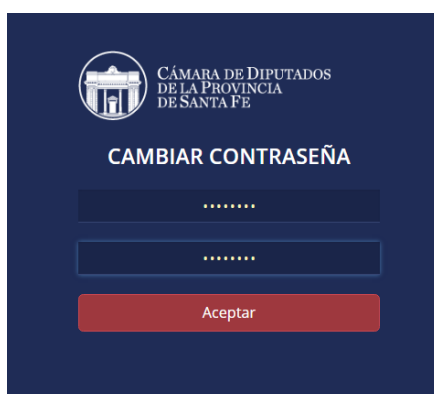 CÁMARA DE DIPUTADOS
DE LA PROVINCIA
DE SANTA FE
CAMBIAR CONTRASEÑA
••••••••
••••••••
Aceptar